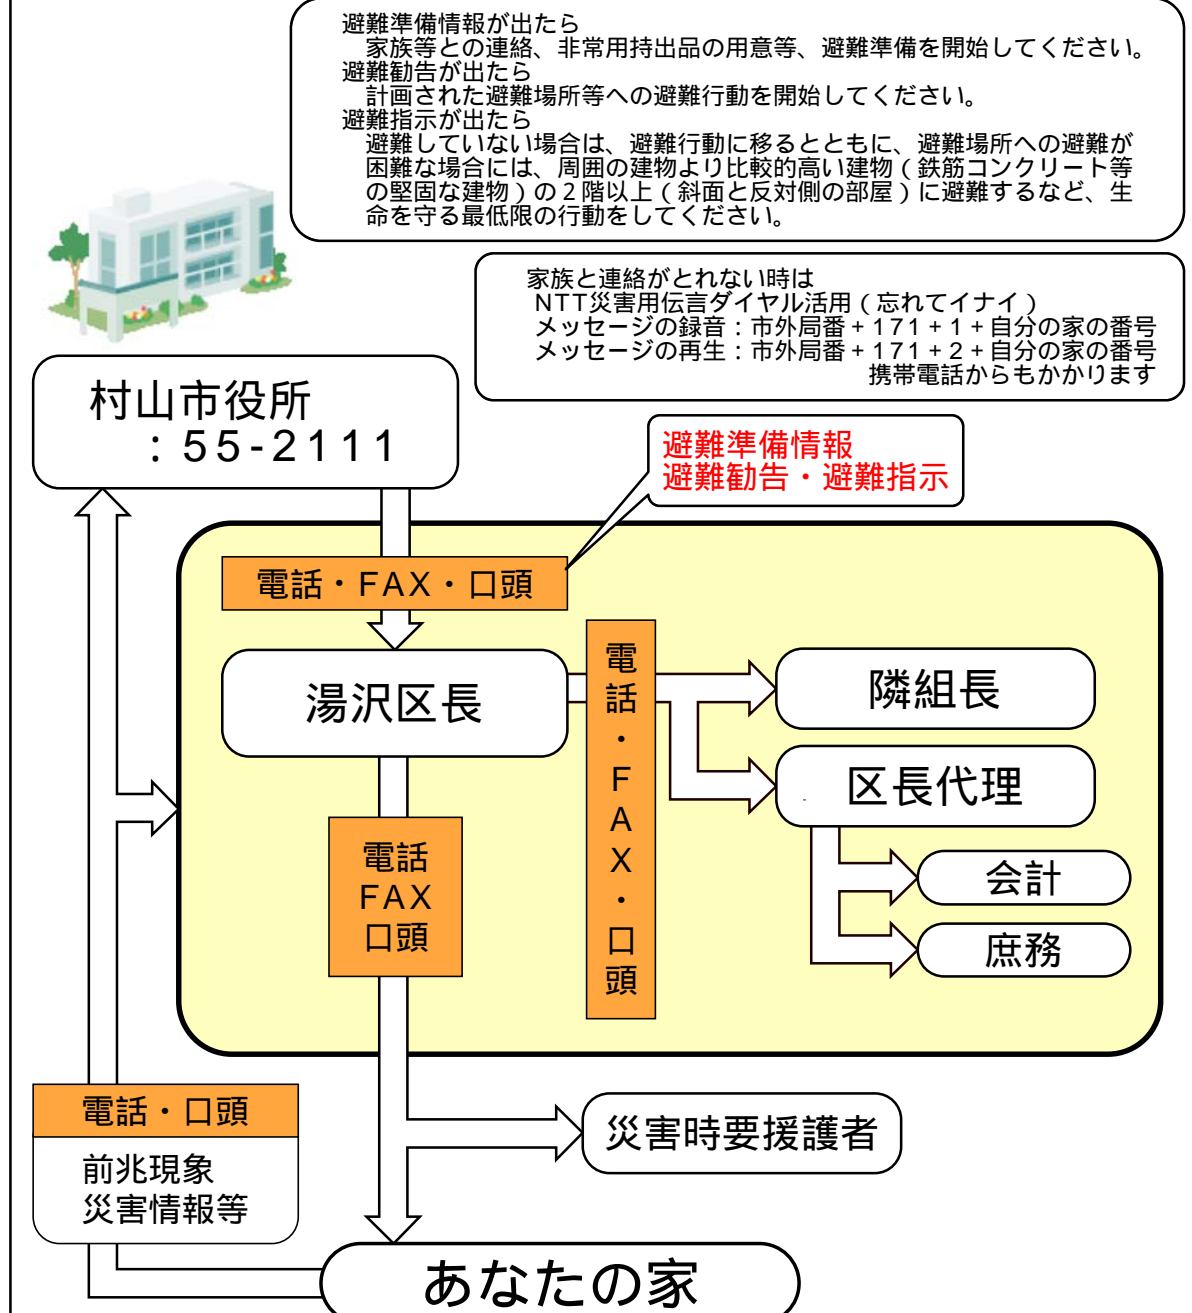 避難準備情報が出たら
家族等との連絡、非常用持出品の用意等、避難準備を開始してください。
避難勧告が出たら
計画された避難場所等への避難行動を開始してください。
避難指示が出たら
避難していない場合は、避難行動に移るとともに、避難場所への避難が
困難な場合には、周囲の建物より比較的高い建物(鉄筋コンクリート等
の堅固な建物)の2階以上(斜面と反対側の部屋)に避難するなど、生
命を守る最低限の行動をしてください。
家族と連絡がとれない時は
NTT災害用伝言ダイヤル活用(忘れてイナイ)
メッセージの録音:市外局番+171+1+自分の家の番号
メッセージの再生:市外局番+171+2+自分の家の番号
携帯電話からもかかります
村山市役所
:55-2111
避難準備情報
避難勧告・避難指示
電話・FAX・口頭
湯沢区長
電話・FAX・口頭
隣組長
区長代理
会計
庶務
電話
FAX
口頭
電話・口頭
前兆現象
災害情報等
災害時要援護者
あなたの家